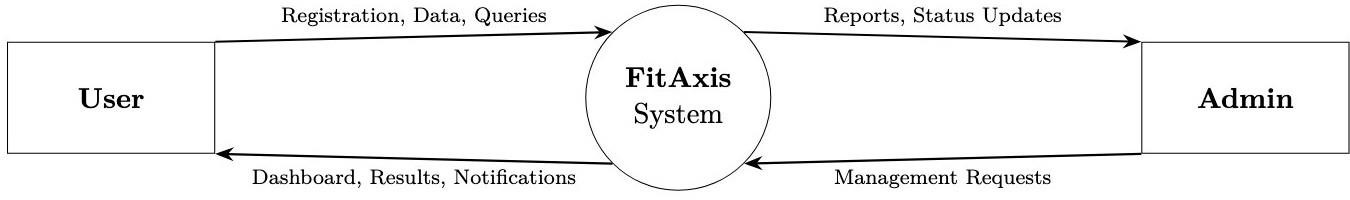 Registration, Data, Queries
Reports, Status Updates
User
FitAxis
System
Admin
Dashboard, Results, Notifications
Management Requests